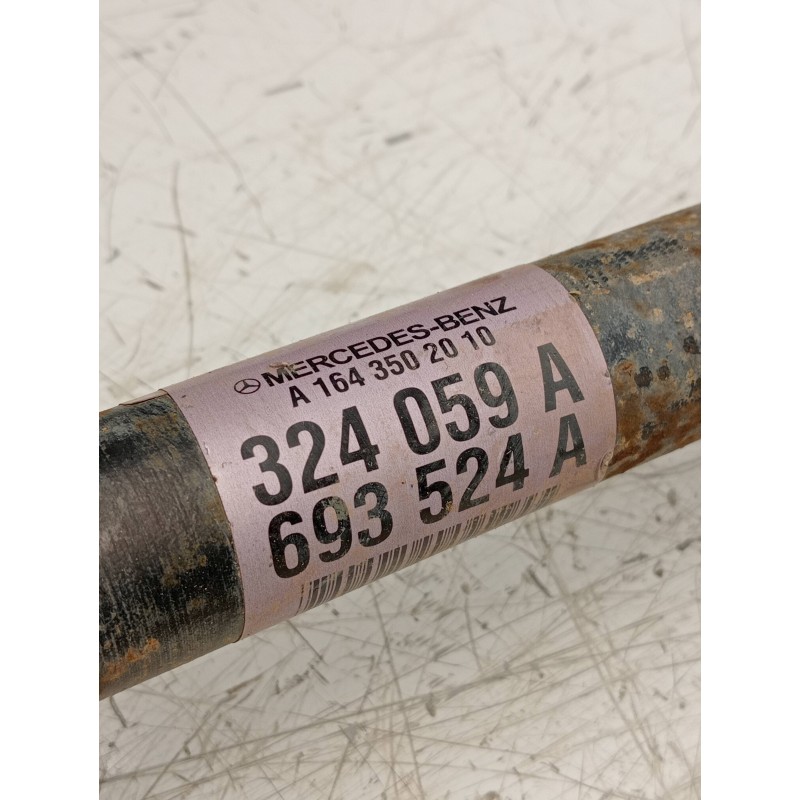 MERCEDES-BENZ
A 164 350 20 10
324 059 A
693 524 A